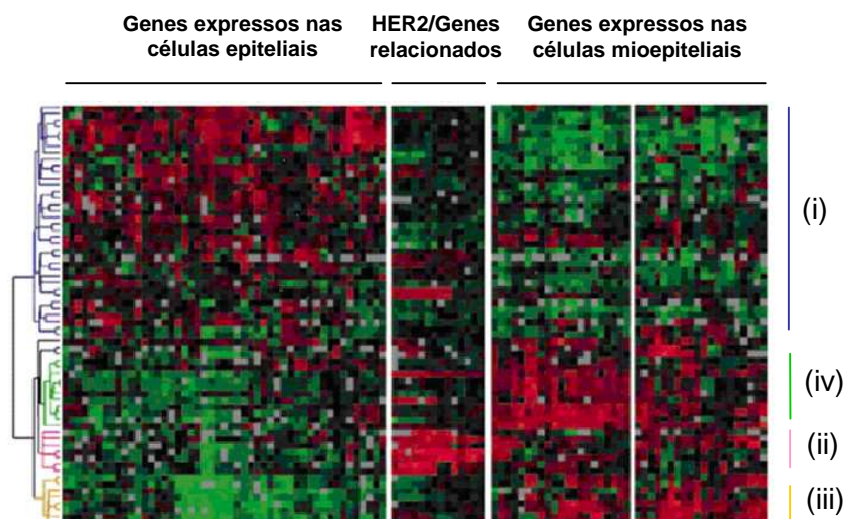 Genes expressos nas
células epiteliais
HER2/Genes
relacionados
Genes expressos nas
células mioepiteliais
(i)
(iv)
(ii)
(iii)